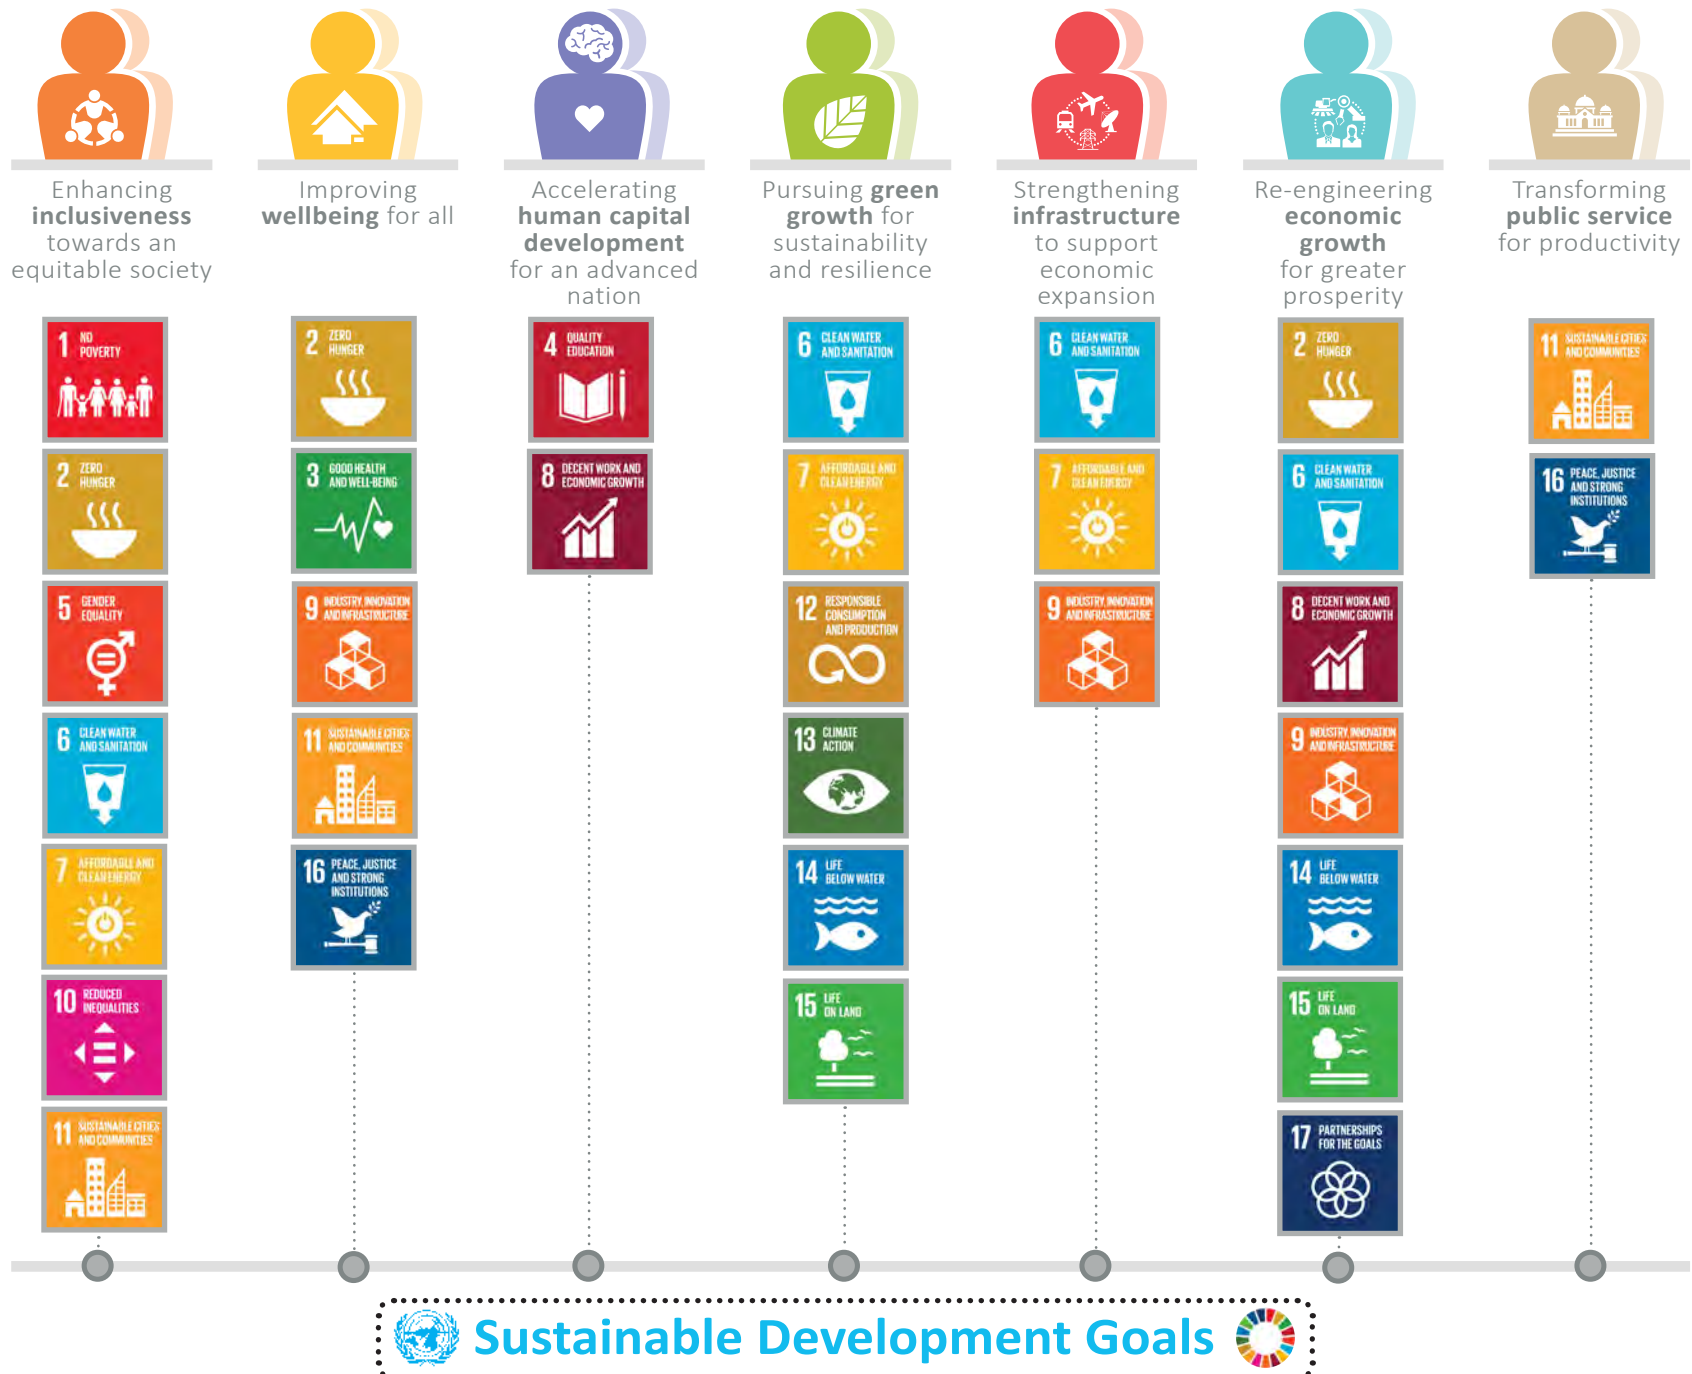 Enhancing
inclusiveness
towards an
equitable society
1 NO
POVERTY
2 ZERO
HUNGER
5 GENDER
EQUALITY
6 CLEAN WATER
AND SANITATION
7 AFFORDABLE AND
CLEAN ENERGY
10 REDUCED
INEQUALITIES
11 SUSTAINABLE CITIES
AND COMMUNITIES
Improving
wellbeing for all
2 ZERO
HUNGER
3 GOOD HEALTH
AND WELL-BEING
9 INDUSTRY, INNOVATION
AND INFRASTRUCTURE
11 SUSTAINABLE CITIES
AND COMMUNITIES
16 PEACE, JUSTICE
AND STRONG
INSTITUTIONS
Accelerating
human capital
development
for an advanced
nation
4 QUALITY
EDUCATION
8 DECENT WORK AND
ECONOMIC GROWTH
Pursuing green
growth for
sustainability
and resilience
6 CLEAN WATER
AND SANITATION
7 AFFORDABLE AND
CLEAN ENERGY
12 RESPONSIBLE
CONSUMPTION
AND PRODUCTION
13 CLIMATE
ACTION
14 LIFE
BELOW WATER
15 LIFE
ON LAND
Strengthening
infrastructure
to support
economic
expansion
6 CLEAN WATER
AND SANITATION
7 AFFORDABLE AND
CLEAN ENERGY
9 INDUSTRY, INNOVATION
AND INFRASTRUCTURE
Re-engineering
economic
growth
for greater
prosperity
2 ZERO
HUNGER
6 CLEAN WATER
AND SANITATION
8 DECENT WORK AND
ECONOMIC GROWTH
9 INDUSTRY, INNOVATION
AND INFRASTRUCTURE
14 LIFE
BELOW WATER
15 LIFE
ON LAND
17 PARTNERSHIPS
FOR THE GOALS
Transforming
public service
for productivity
11 SUSTAINABLE CITIES
AND COMMUNITIES
16 PEACE, JUSTICE
AND STRONG
INSTITUTIONS
Sustainable Development Goals